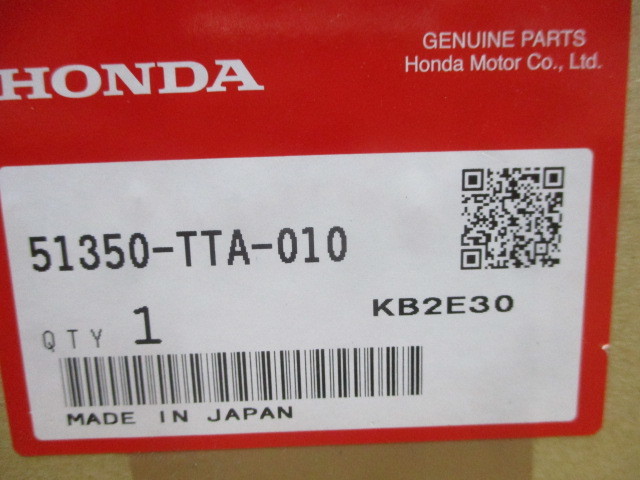 HONDA
GENUINE PARTS
Honda Motor Co., Ltd.
51350-TTA-010
KB2E30
QTY 1
MADE IN JAPAN